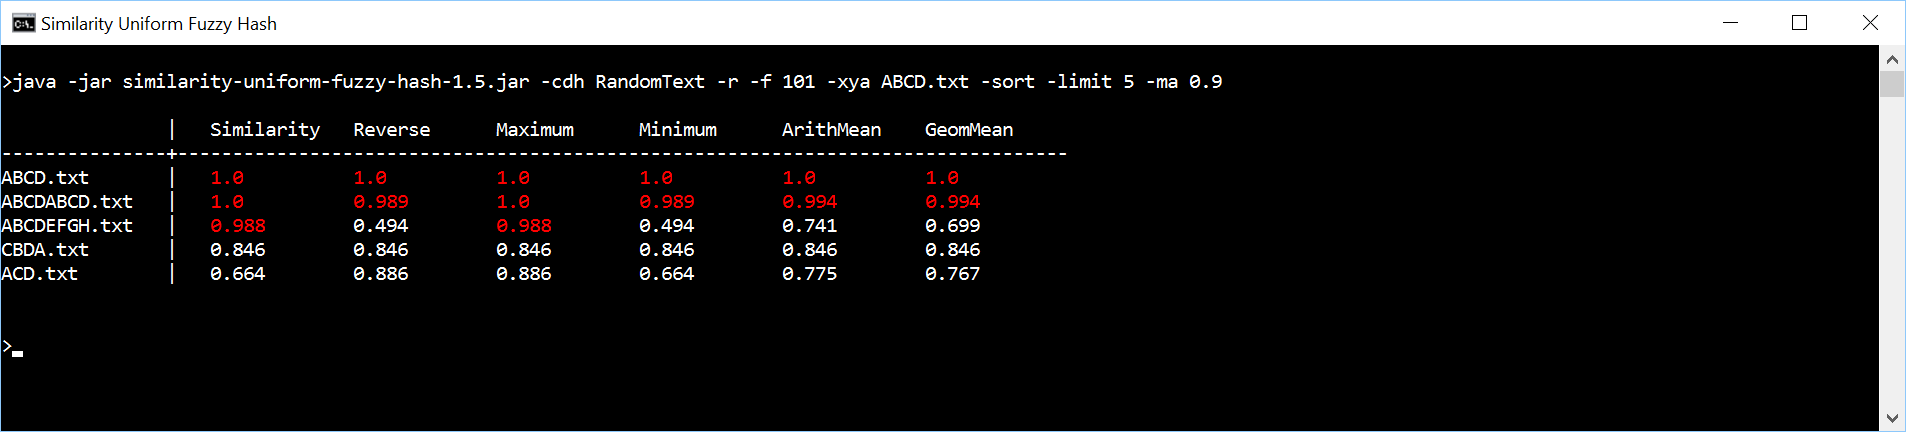 Similarity Uniform Fuzzy Hash
>java -jar similarity-uniform-fuzzy-hash-1.5.jar -cdh RandomText -r -f 101 -xya ABCD.txt -sort -limit 5 -ma 0.9
| Similarity Reverse Maximum Minimum ArithMean GeomMean
---------------+---------------------------------------------------------------------------------
ABCD.txt | 1.0 1.0 1.0 1.0 1.0 1.0
ABCDABCD.txt | 1.0 0.989 1.0 0.989 0.994 0.994
ABCDEFGH.txt | 0.988 0.494 0.988 0.494 0.741 0.699
CBDA.txt | 0.846 0.846 0.846 0.846 0.846 0.846
ACD.txt | 0.664 0.886 0.886 0.664 0.775 0.767
>_